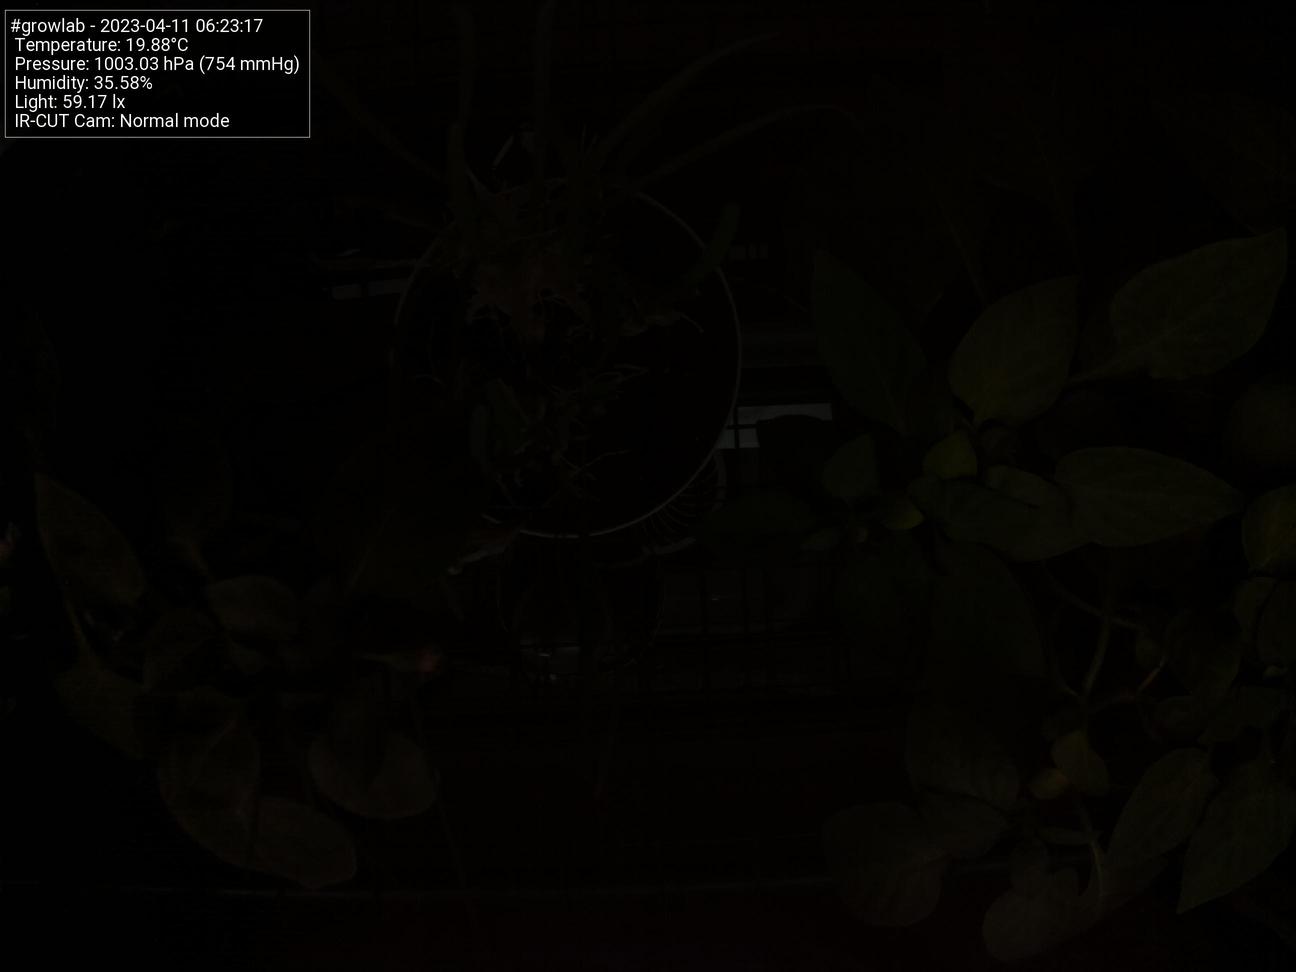 #growlab - 2023-04-11 06:23:17
Temperature: 19.88°C
Pressure: 1003.03 hPa (754 mmHg)
Humidity: 35.58%
Light: 59.17 lx
IR-CUT Cam: Normal mode